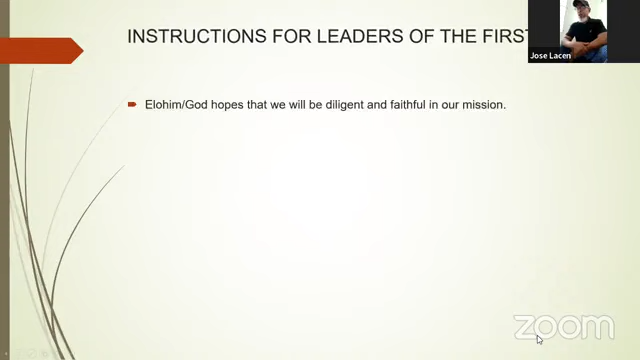 INSTRUCTIONS FOR LEADERS OF THE FIRST
Elohim/God hopes that we will be diligent and faithful in our mission.
Jose Lacen
zoom